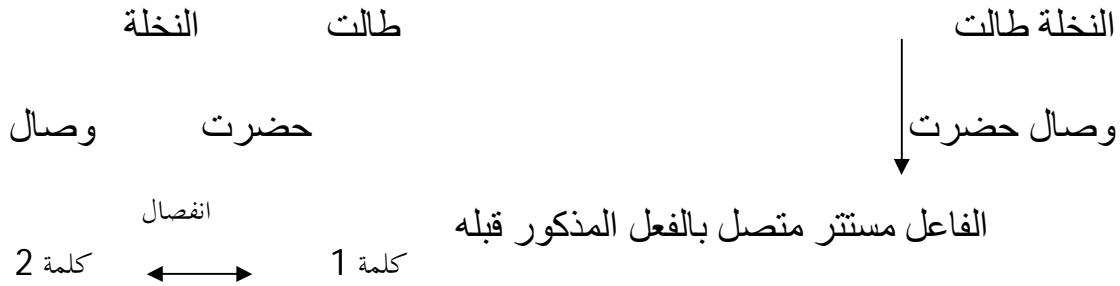 النخلة طالت طالت النخلة
وصال حضرت حضرت وصال
الفاعل مستتر متصل بالفعل المذكور قبله انفصال
كلمة 1 كلمة 2